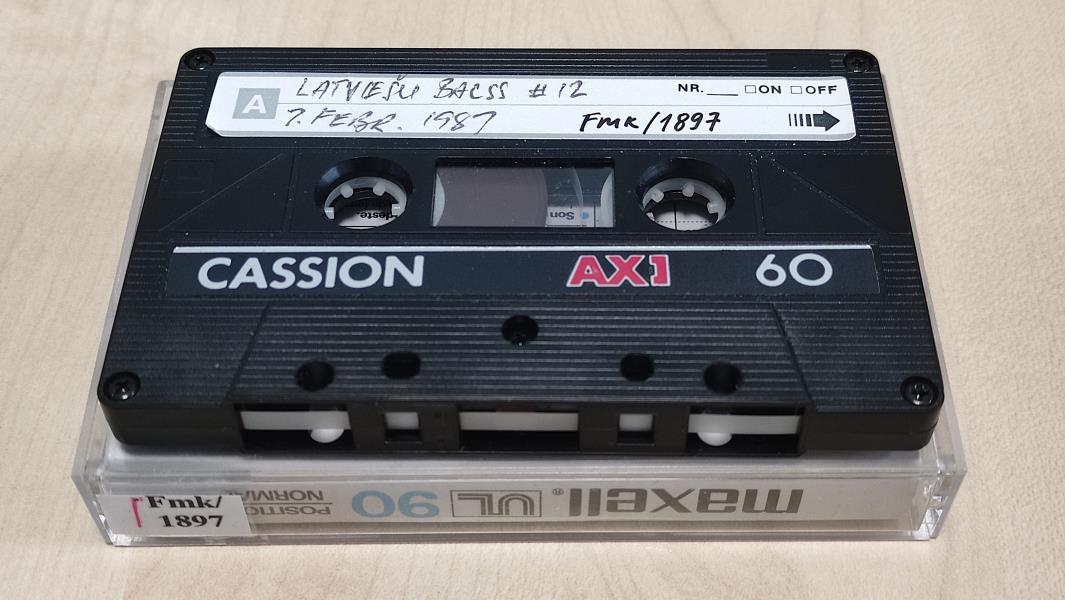 A
LATVIEŠU BALSS # 12
NR. ___ □ON □OFF
7. FEBR. 1987
Fmk/1897
CASSION AX1 60
Fmk/
1897
maxell UL 90 POSITION
NORMAL